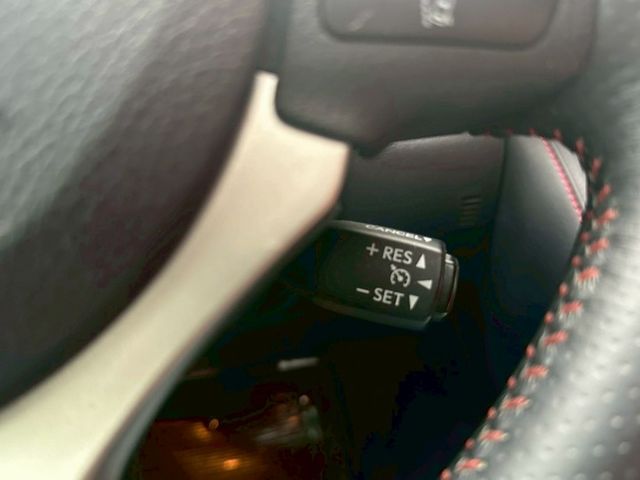 CANCEL▼
+ RES ▲
− SET ▼